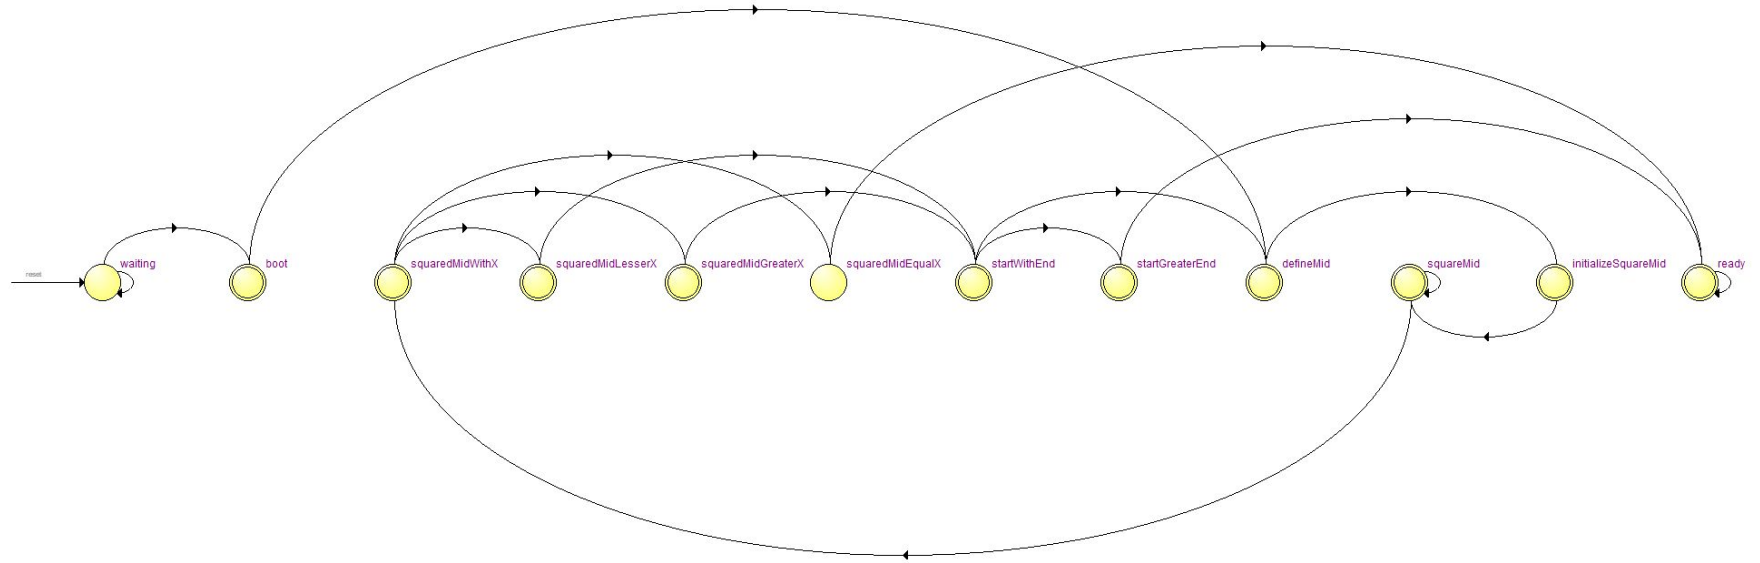 reset
waiting
boot
squaredMidWithX
squaredMidLesserX
squaredMidGreaterX
squaredMidEqualX
startWithEnd
startGreaterEnd
defineMid
squareMid
initializeSquareMid
ready